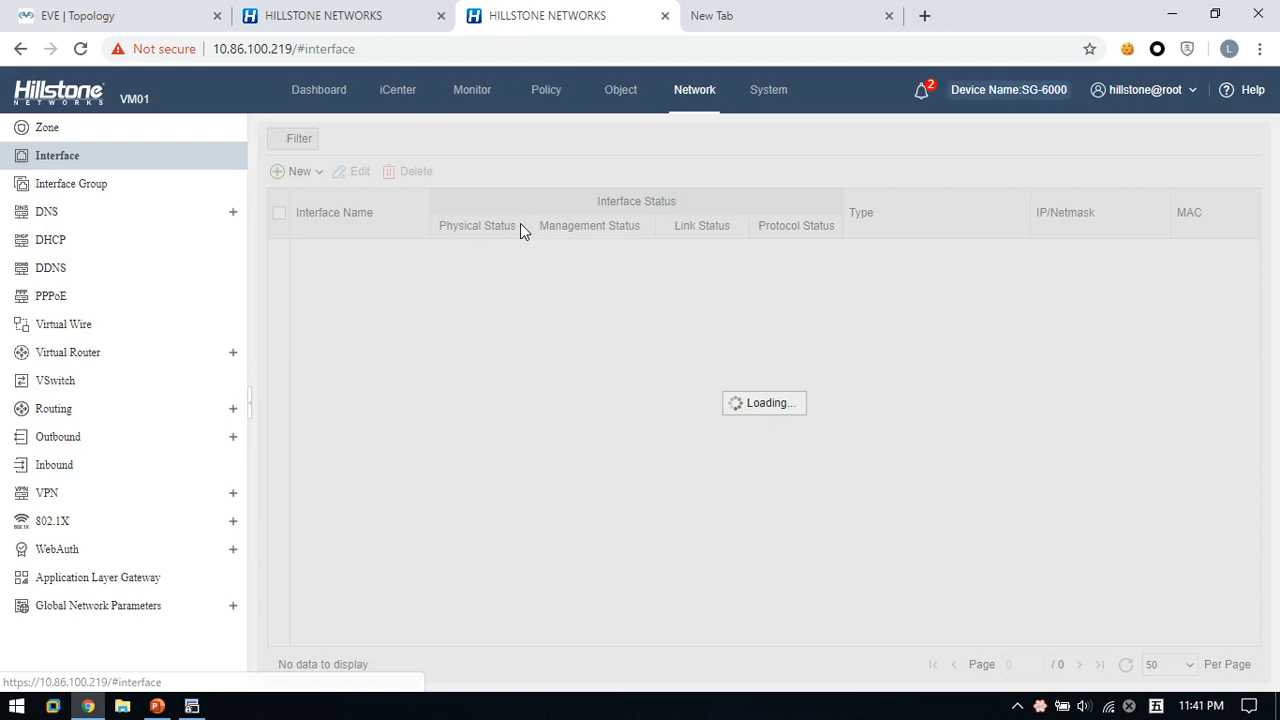 EVE | Topology
HILLSTONE NETWORKS
HILLSTONE NETWORKS
New Tab
Not secure
10.86.100.219/#interface
L
Hillstone
NETWORKS
VM01
Dashboard
iCenter
Monitor
Policy
Object
Network
System
2
Device Name:SG-6000
hillstone@root
Help
Zone
Interface
Interface Group
DNS
DHCP
DDNS
PPPoE
Virtual Wire
Virtual Router
VSwitch
Routing
Outbound
Inbound
VPN
802.1X
WebAuth
Application Layer Gateway
Global Network Parameters
Filter
New
Edit
Delete
Interface Name
Interface Status
Physical Status
Management Status
Link Status
Protocol Status
Type
IP/Netmask
MAC
Loading...
No data to display
Page 0 / 0
50
Per Page
https://10.86.100.219/#interface
五
11:41 PM